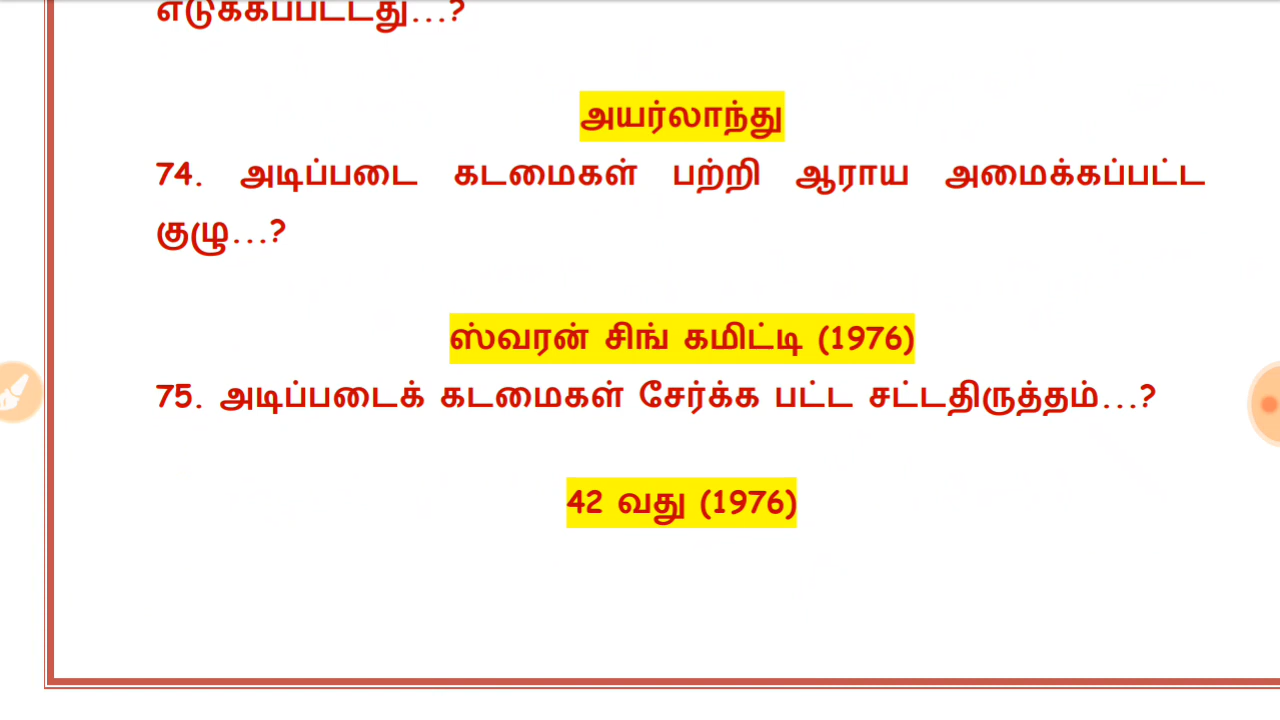 எடுக்கப்பட்டது...?
அயர்லாந்து
74. அடிப்படை கடமைகள் பற்றி ஆராய அமைக்கப்பட்ட
குழு...?
ஸ்வரன் சிங் கமிட்டி (1976)
75. அடிப்படைக் கடமைகள் சேர்க்க பட்ட சட்டதிருத்தம்...?
42 வது (1976)